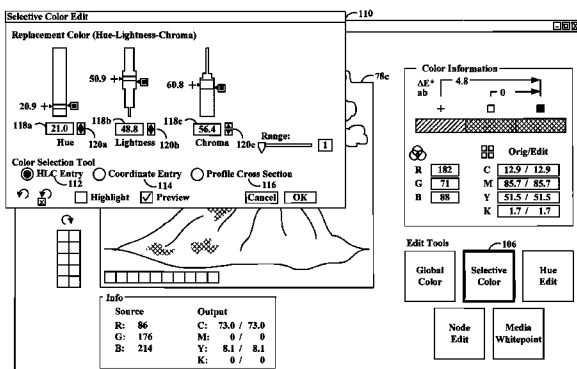 Selective Color Edit
110
Replacement Color (Hue-Lightness-Chroma)
78c
50.9
60.8
20.9
118a
118b
118c
21.0
48.8
56.4
120a
120b
120c
Hue
Lightness
Chroma
Range:
1
Color Selection Tool
HLC Entry
Coordinate Entry
Profile Cross Section
112
114
116
Highlight
Preview
Cancel
OK
Color Information
ΔE*
ab
4.8
0
Orig/Edit
R 182 C 12.9 / 12.9
G 71 M 85.7 / 85.7
B 88 Y 51.5 / 51.5
K 1.7 / 1.7
Edit Tools
106
Global Color
Selective Color
Hue Edit
Node Edit
Media Whitepoint
Info
Source Output
R: 86 C: 73.0 / 73.0
G: 176 M: 0 / 0
B: 214 Y: 8.1 / 8.1
K: 0 / 0